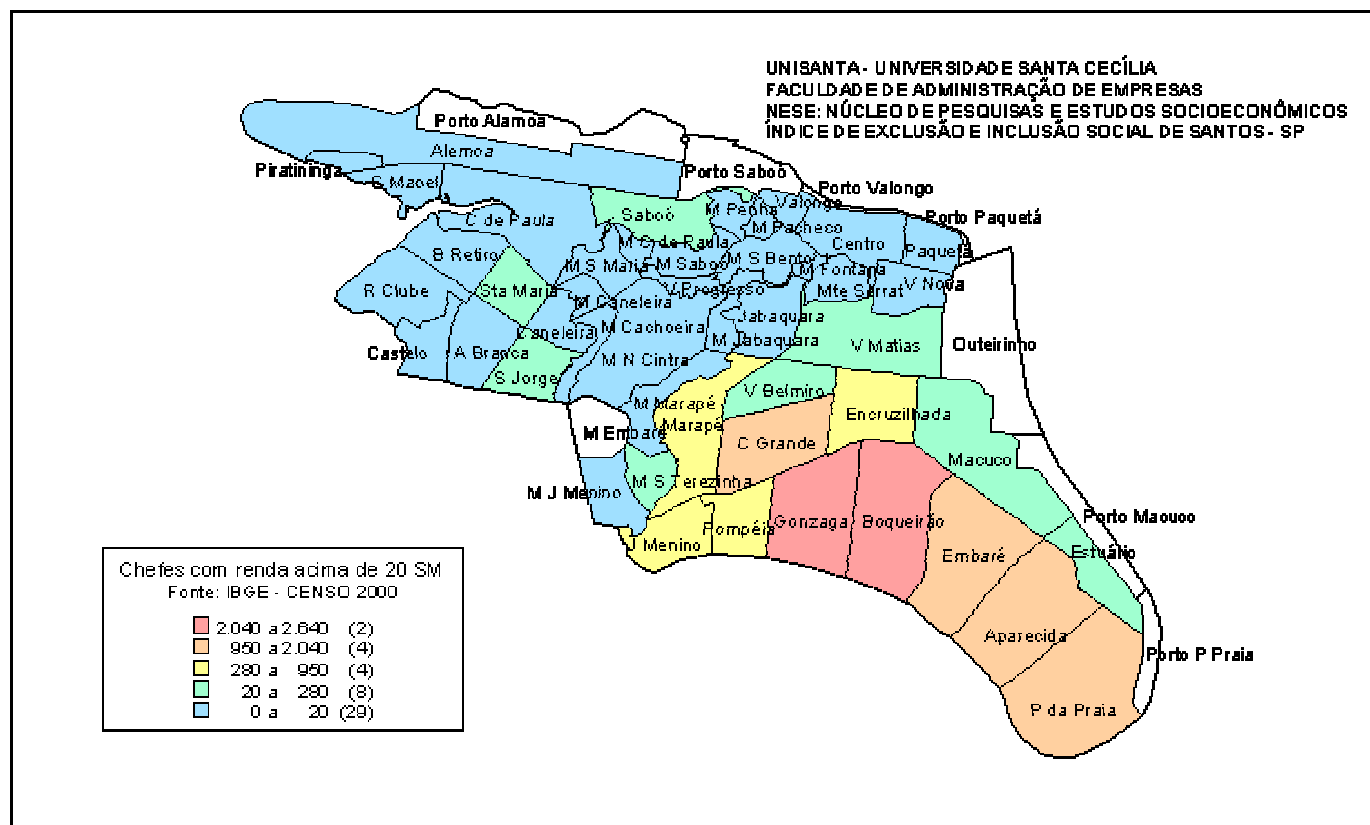 UNISANTA - UNIVERSIDADE SANTA CECÍLIA
FACULDADE DE ADMINISTRAÇÃO DE EMPRESAS
NESE: NÚCLEO DE PESQUISAS E ESTUDOS SOCIOECONÔMICOS
ÍNDICE DE EXCLUSÃO E INCLUSÃO SOCIAL DE SANTOS - SP
Porto Alamoa
Alemoa
Piratininga
Porto Saboó
Porto Valongo
Valongo
M Penha
Saboó
C de Paula
Porto Paquetá
M Pacheco
Centro
Paquetá
M C de Paula
B Retiro
M S Maria
M Saboó
M S Bento
M Fontana
R Clube
Sta Maria
V Progresso
Mte Serrat
V Nova
M Caneleira
Jabaquara
M Cachoeira
Caneleira
M Jabaquara
V Matias
Outeirinho
Castelo
A Branca
M N Cintra
S Jorge
V Belmiro
M Marapé
Encruzilhada
Marapé
M Embaré
C Grande
Macuco
M S Terezinha
M J Menino
Porto Macuco
Pompéia
Gonzaga
Boqueirão
J Menino
Embaré
Estuário
Aparecida
Porto P Praia
P da Praia
Chefes com renda acima de 20 SM
Fonte: IBGE - CENSO 2000
2.040 a 2.640 (2)
950 a 2.040 (4)
280 a 950 (4)
20 a 280 (8)
0 a 20 (29)